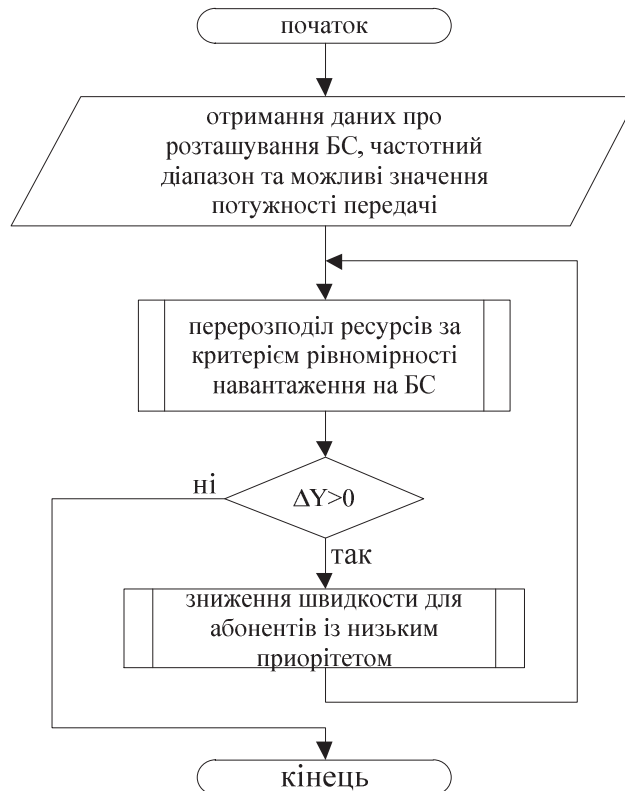 початок
отримання даних про
розташування БС, частотний
діапазон та можливі значення
потужності передачі
перерозподіл ресурсів за
критерієм рівномірності
навантаження на БС
ні
ΔY>0
так
зниження швидкости для
абонентів із низьким
приорітетом
кінець